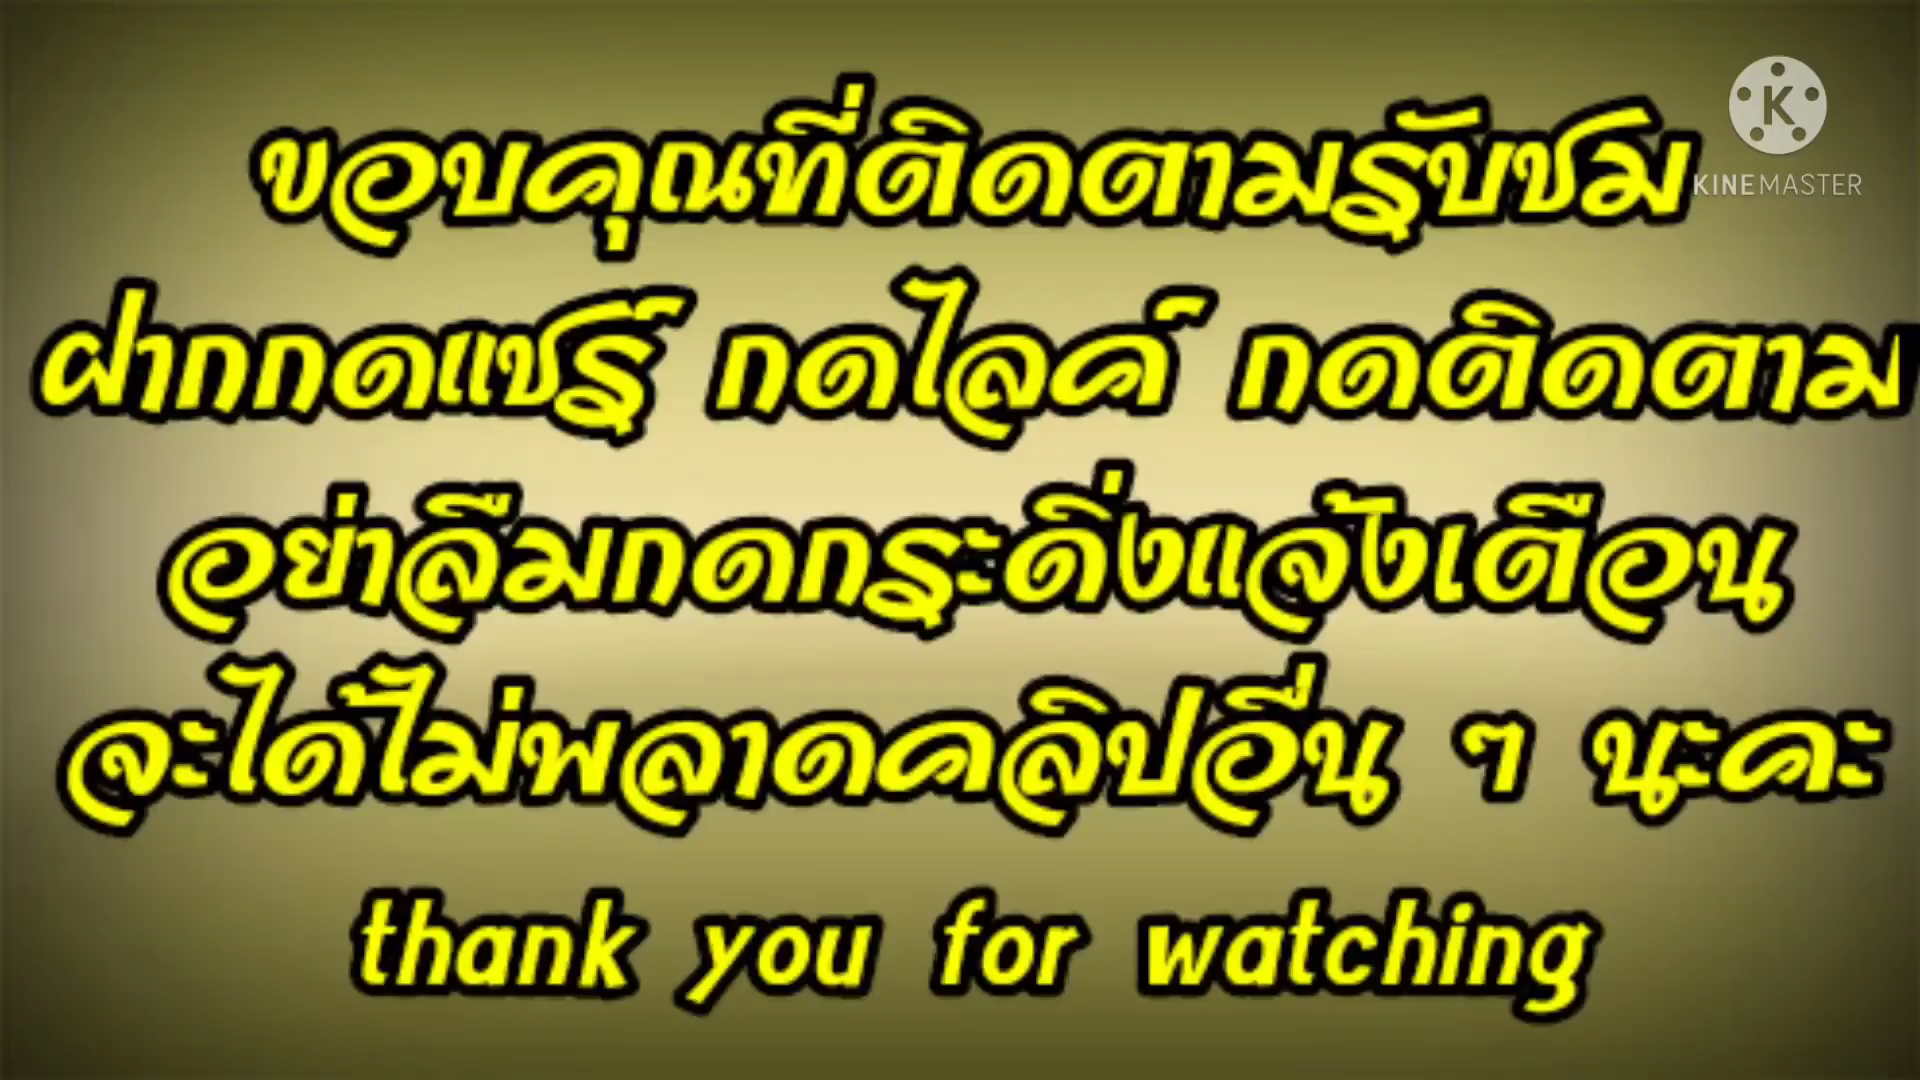 ขอบคุณที่ติดตามรับชม
ฝากกดแชร์ กดไลค์ กดติดตาม
อย่าลืมกดกระดิ่งแจ้งเตือน
จะได้ไม่พลาดคลิปอื่น ๆ นะคะ
thank you for watching
K
KINEMASTER